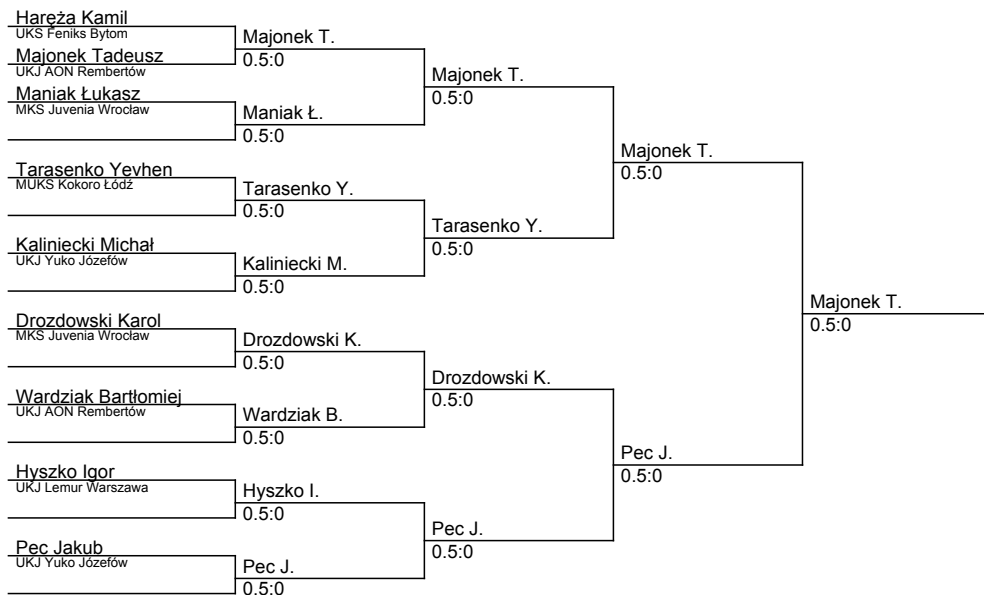 Haręża Kamil
UKS Feniks Bytom
Majonek Tadeusz
UKJ AON Rembertów
Maniak Łukasz
MKS Juvenia Wrocław
Tarasenko Yevhen
MUKS Kokoro Łódź
Kaliniecki Michał
UKJ Yuko Józefów
Drozdowski Karol
MKS Juvenia Wrocław
Wardziak Bartłomiej
UKJ AON Rembertów
Hyszko Igor
UKJ Lemur Warszawa
Pec Jakub
UKJ Yuko Józefów
Majonek T.
0.5:0
Maniak Ł.
0.5:0
Tarasenko Y.
0.5:0
Kaliniecki M.
0.5:0
Drozdowski K.
0.5:0
Wardziak B.
0.5:0
Hyszko I.
0.5:0
Pec J.
0.5:0
Majonek T.
0.5:0
Tarasenko Y.
0.5:0
Drozdowski K.
0.5:0
Pec J.
0.5:0
Majonek T.
0.5:0
Pec J.
0.5:0
Majonek T.
0.5:0